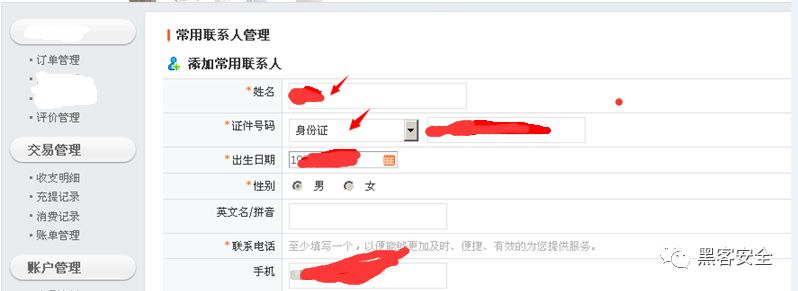 订单管理
评价管理
交易管理
收支明细
充提记录
消费记录
账单管理
账户管理
常用联系人管理
添加常用联系人
*姓名
*证件号码 身份证
*出生日期 19
*性别 男 女
英文名/拼音
*联系电话 至少填写一个，以便能够更加及时、便捷、有效的为您提供服务。
手机
黑客安全